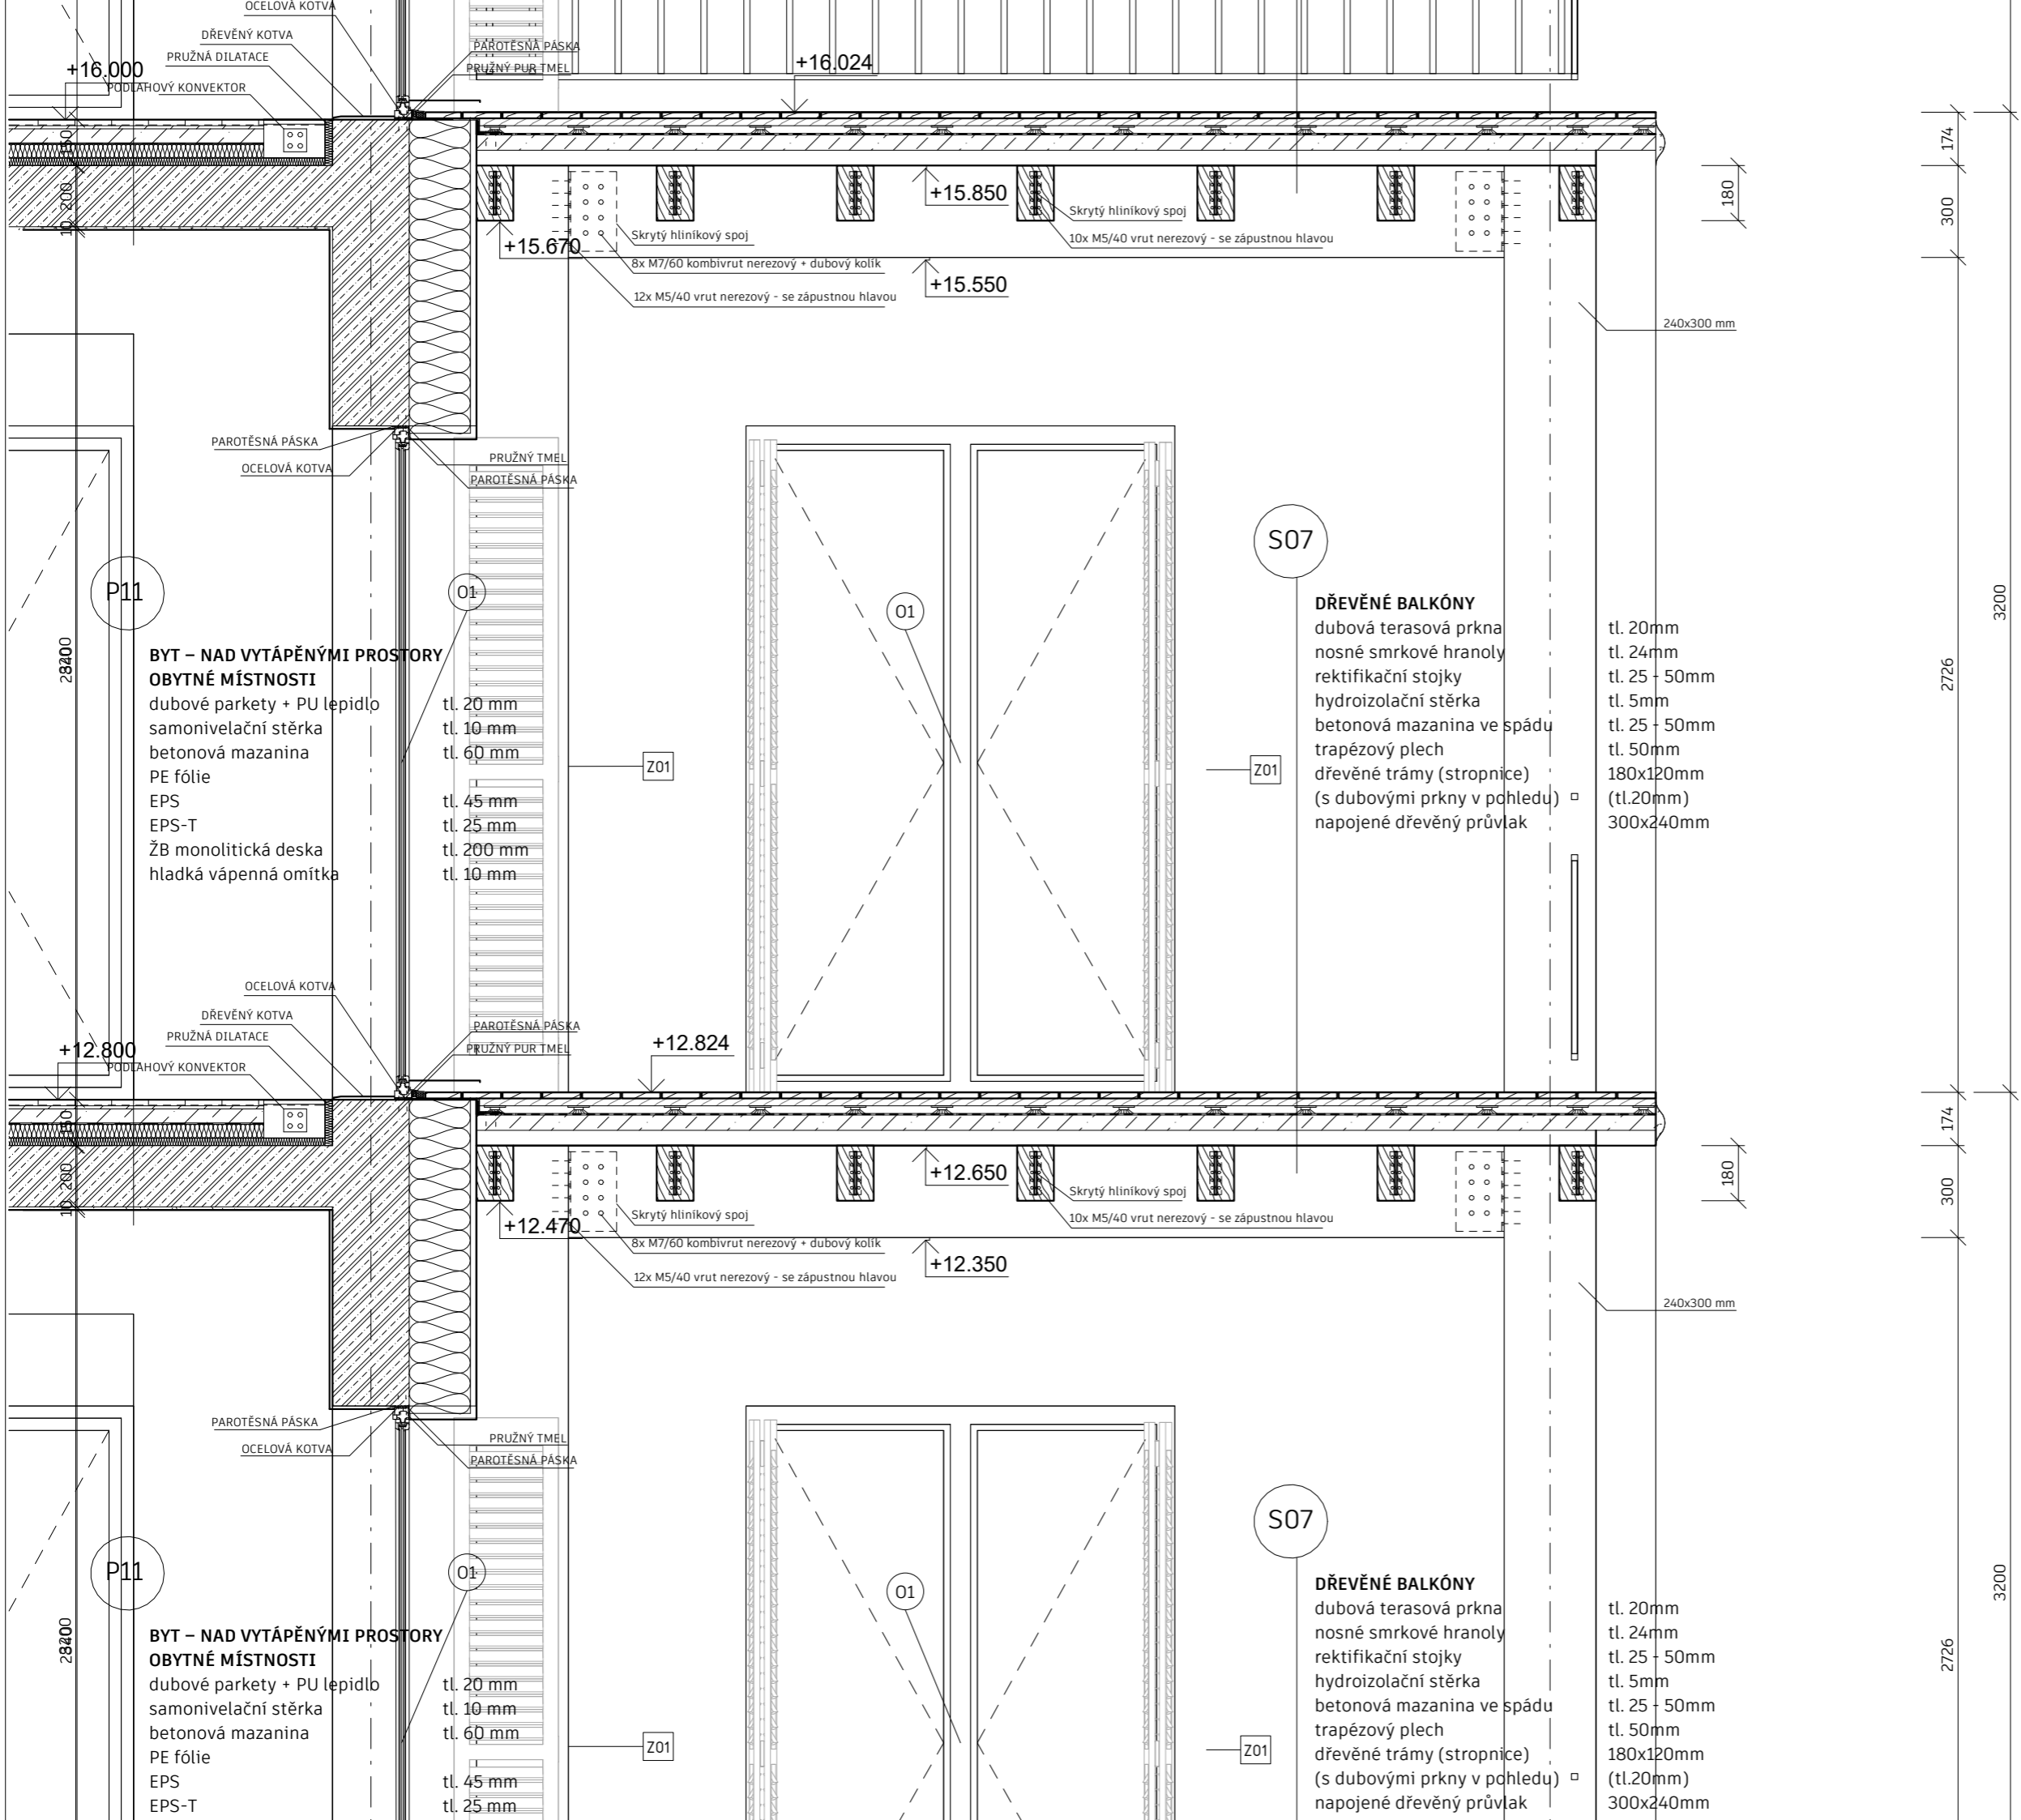 OCELOVÁ KOTVA
DŘEVĚNÝ KOTVA
PRUŽNÁ DILATACE
PODLAHOVÝ KONVEKTOR
+16.000
PAROTĚSNÁ PÁSKA
PRUŽNÝ PUR TMEL
+16.024
150
200
10
174
300
180
+15.850
+15.670
+15.550
Skrytý hliníkový spoj
8x M7/60 kombivrut nerezový + dubový kolík
12x M5/40 vrut nerezový - se zápustnou hlavou
Skrytý hliníkový spoj
10x M5/40 vrut nerezový - se zápustnou hlavou
240x300 mm
PAROTĚSNÁ PÁSKA
OCELOVÁ KOTVA
PRUŽNÝ TMEL
PAROTĚSNÁ PÁSKA
P11
O1
O1
S07
BYT – NAD VYTÁPĚNÝMI PROSTORY
OBYTNÉ MÍSTNOSTI
dubové parkety + PU lepidlo tl. 20 mm
samonivelační stěrka tl. 10 mm
betonová mazanina tl. 60 mm
PE fólie
EPS tl. 45 mm
EPS-T tl. 25 mm
ŽB monolitická deska tl. 200 mm
hladká vápenná omítka tl. 10 mm
Z01
Z01
DŘEVĚNÉ BALKÓNY
dubová terasová prkna tl. 20mm
nosné smrkové hranoly tl. 24mm
rektifikační stojky tl. 25 - 50mm
hydroizolační stěrka tl. 5mm
betonová mazanina ve spádu tl. 25 - 50mm
trapézový plech tl. 50mm
dřevěné trámy (stropnice) 180x120mm
(s dubovými prkny v pohledu) (tl.20mm)
napojené dřevěný průvlak 300x240mm
2726
3200
OCELOVÁ KOTVA
DŘEVĚNÝ KOTVA
PRUŽNÁ DILATACE
PODLAHOVÝ KONVEKTOR
+12.800
PAROTĚSNÁ PÁSKA
PRUŽNÝ PUR TMEL
+12.824
150
200
10
174
300
180
+12.650
+12.470
+12.350
Skrytý hliníkový spoj
8x M7/60 kombivrut nerezový + dubový kolík
12x M5/40 vrut nerezový - se zápustnou hlavou
Skrytý hliníkový spoj
10x M5/40 vrut nerezový - se zápustnou hlavou
240x300 mm
PAROTĚSNÁ PÁSKA
OCELOVÁ KOTVA
PRUŽNÝ TMEL
PAROTĚSNÁ PÁSKA
P11
O1
O1
S07
BYT – NAD VYTÁPĚNÝMI PROSTORY
OBYTNÉ MÍSTNOSTI
dubové parkety + PU lepidlo tl. 20 mm
samonivelační stěrka tl. 10 mm
betonová mazanina tl. 60 mm
PE fólie
EPS tl. 45 mm
EPS-T tl. 25 mm
Z01
Z01
DŘEVĚNÉ BALKÓNY
dubová terasová prkna tl. 20mm
nosné smrkové hranoly tl. 24mm
rektifikační stojky tl. 25 - 50mm
hydroizolační stěrka tl. 5mm
betonová mazanina ve spádu tl. 25 - 50mm
trapézový plech tl. 50mm
dřevěné trámy (stropnice) 180x120mm
(s dubovými prkny v pohledu) (tl.20mm)
napojené dřevěný průvlak 300x240mm
2726
3200